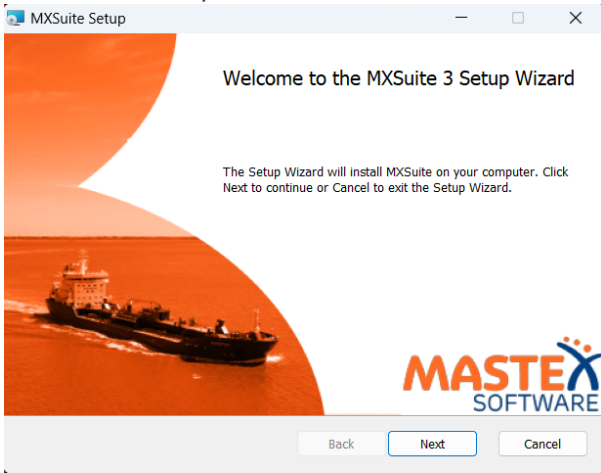 MXSuite Setup
Welcome to the MXSuite 3 Setup Wizard
The Setup Wizard will install MXSuite on your computer. Click
Next to continue or Cancel to exit the Setup Wizard.
MASTEX
SOFTWARE
Back
Next
Cancel